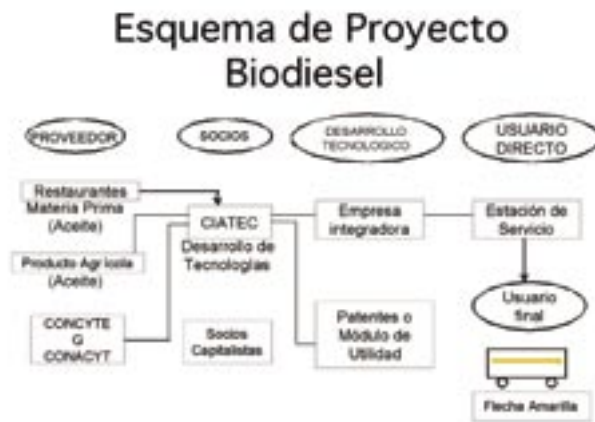 Esquema de Proyecto
Biodiesel
PROVEEDOR
SOCIOS
DESARROLLO
TECNOLOGICO
USUARIO
DIRECTO
Restaurantes
Materia Prima
(Aceite)
CIATEC
Desarrollo de
Tecnologías
Empresa
integradora
Estación de
Servicio
Producto Agrícola
(Aceite)
Usuario
final
CONCYTE
G
CONACYT
Socios
Capitalistas
Patentes o
Módulo de
Utilidad
Flecha Amarilla